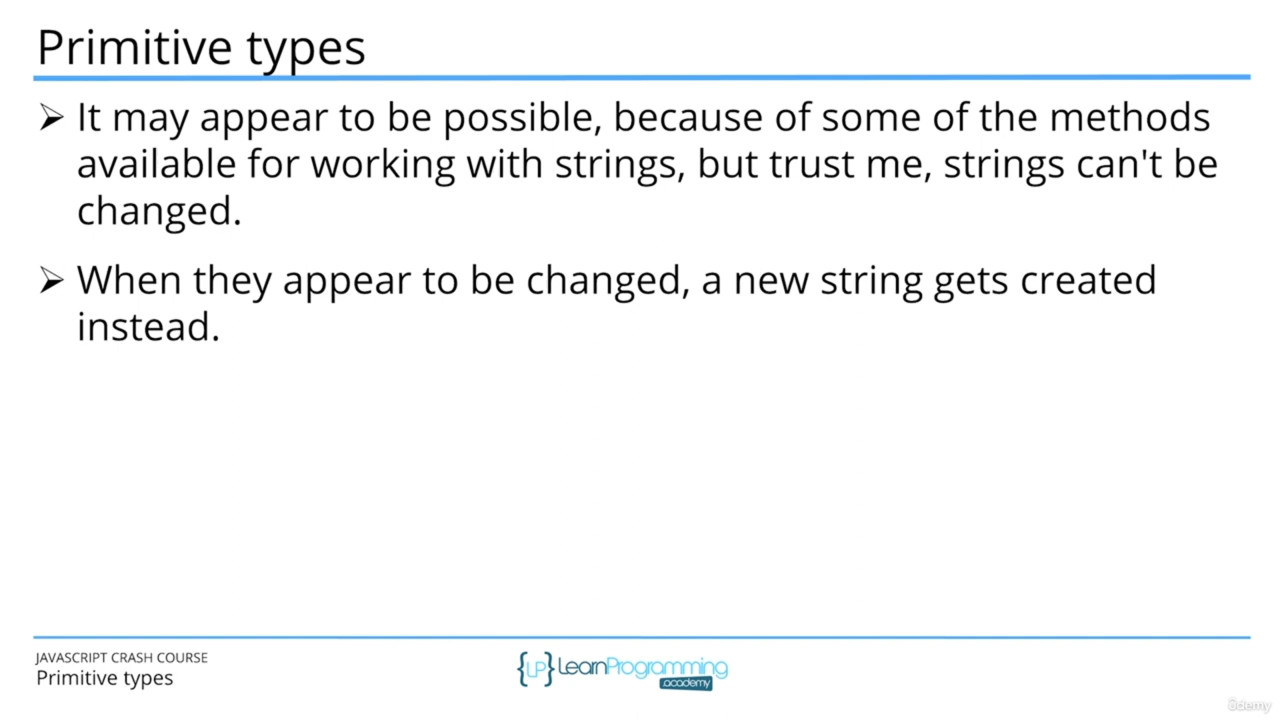 Primitive types
➢ It may appear to be possible, because of some of the methods
available for working with strings, but trust me, strings can't be
changed.
➢ When they appear to be changed, a new string gets created
instead.
JAVASCRIPT CRASH COURSE
Primitive types
{LP} LearnProgramming
.academy
ûdemy